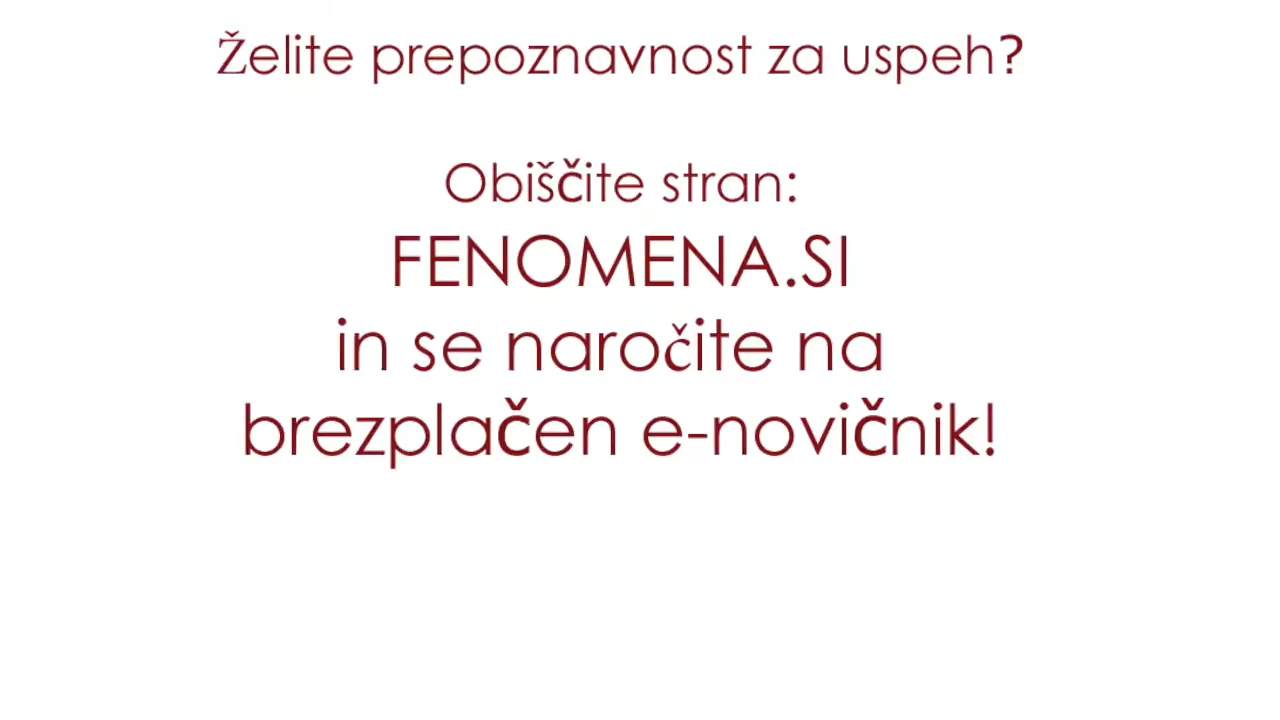 Želite prepoznavnost za uspeh?
Obiščite stran:
FENOMENA.SI
in se naročite na
brezplačen e-novičnik!